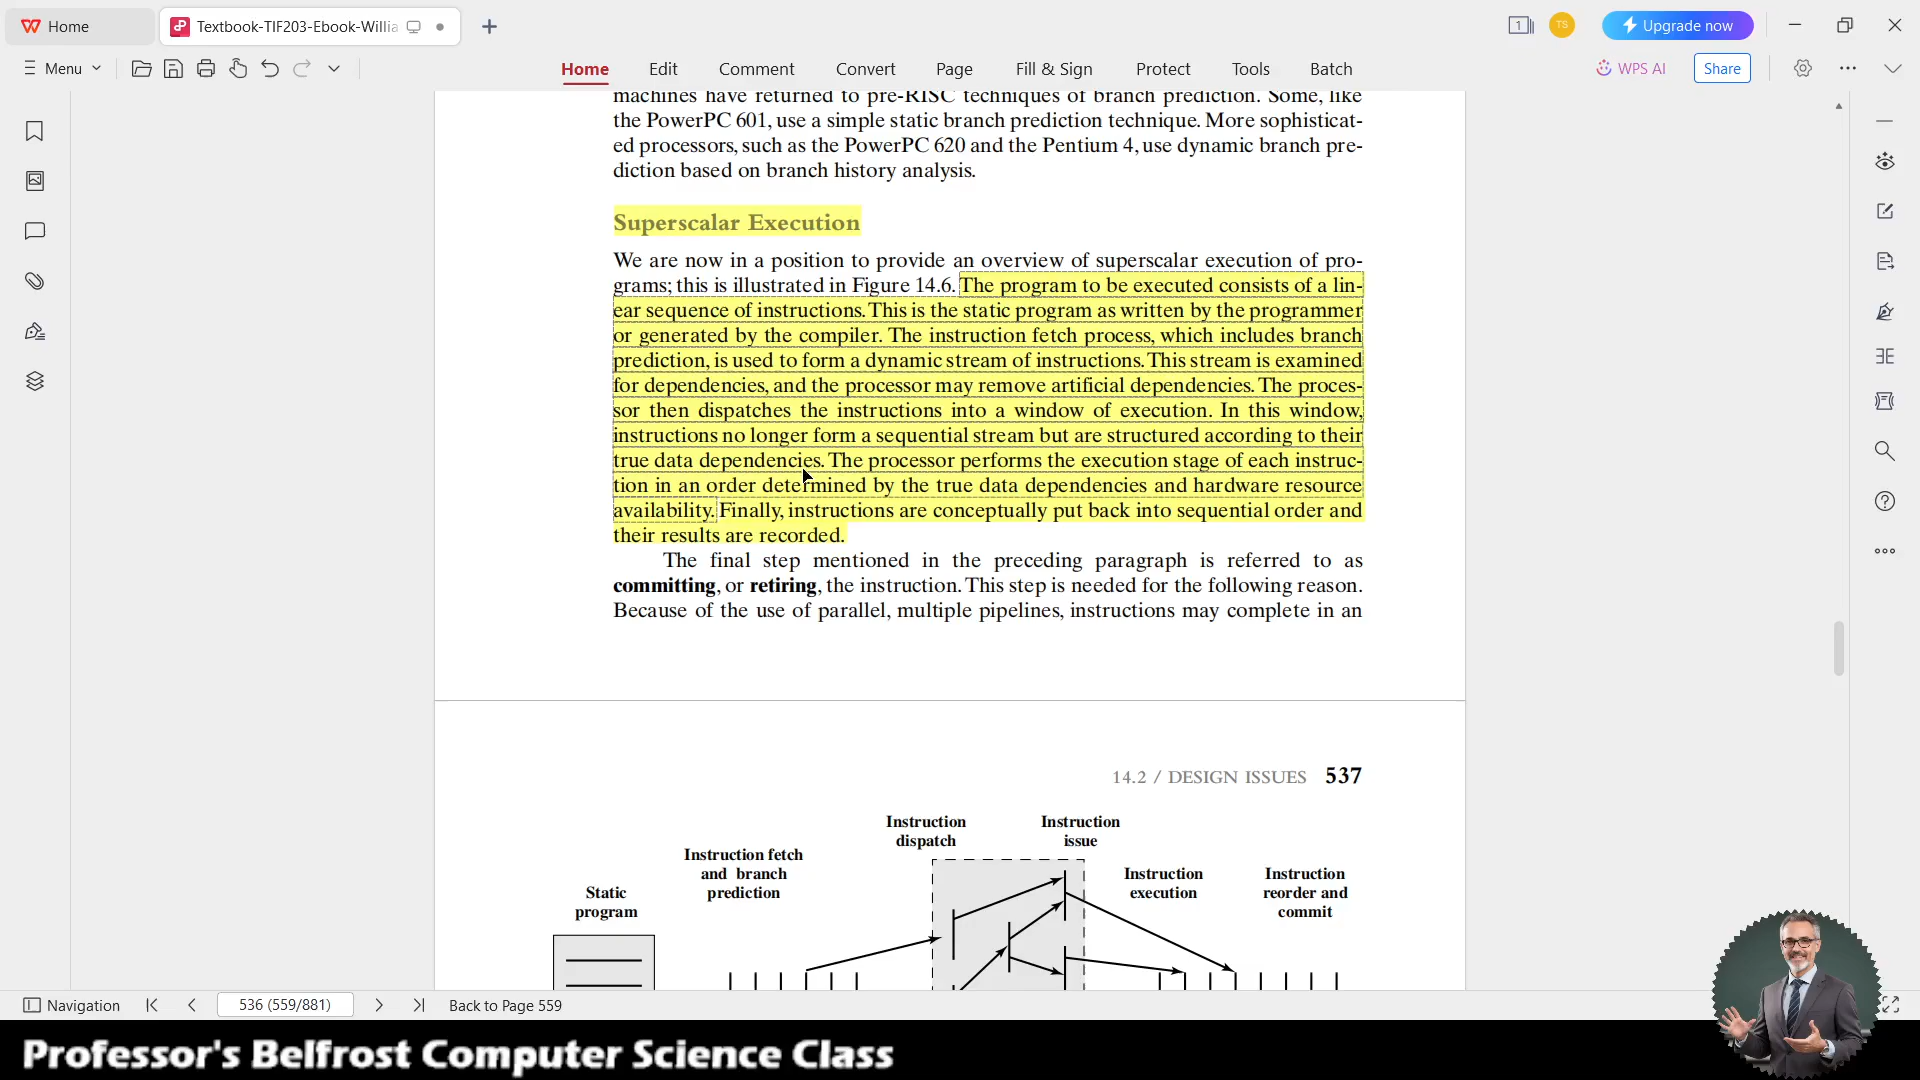 Home
Textbook-TIF203-Ebook-Willia
1
TS
Upgrade now
Menu
Home Edit Comment Convert Page Fill & Sign Protect Tools Batch
WPS AI
Share
machines have returned to pre-RISC techniques of branch prediction. Some, like
the PowerPC 601, use a simple static branch prediction technique. More sophisticat-
ed processors, such as the PowerPC 620 and the Pentium 4, use dynamic branch pre-
diction based on branch history analysis.
Superscalar Execution
We are now in a position to provide an overview of superscalar execution of pro-
grams; this is illustrated in Figure 14.6. The program to be executed consists of a lin-
ear sequence of instructions. This is the static program as written by the programmer
or generated by the compiler. The instruction fetch process, which includes branch
prediction, is used to form a dynamic stream of instructions. This stream is examined
for dependencies, and the processor may remove artificial dependencies. The proces-
sor then dispatches the instructions into a window of execution. In this window,
instructions no longer form a sequential stream but are structured according to their
true data dependencies. The processor performs the execution stage of each instruc-
tion in an order determined by the true data dependencies and hardware resource
availability. Finally, instructions are conceptually put back into sequential order and
their results are recorded.
The final step mentioned in the preceding paragraph is referred to as
committing, or retiring, the instruction. This step is needed for the following reason.
Because of the use of parallel, multiple pipelines, instructions may complete in an
14.2 / DESIGN ISSUES 537
Static
program
Instruction fetch
and branch
prediction
Instruction
dispatch
Instruction
issue
Instruction
execution
Instruction
reorder and
commit
Navigation
536 (559/881)
Back to Page 559
Professor's Belfrost Computer Science Class